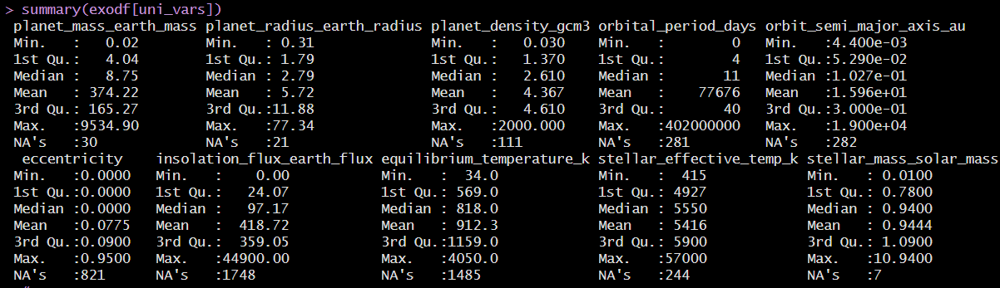 > summary(exodf[uni_vars])
planet_mass_earth_mass planet_radius_earth_radius planet_density_gcm3 orbital_period_days orbit_semi_major_axis_au
Min.   :   0.02        Min.   : 0.31              Min.   :   0.030    Min.   :        0   Min.   :4.400e-03
1st Qu.:   4.04        1st Qu.: 1.79              1st Qu.:   1.370    1st Qu.:        4   1st Qu.:5.290e-02
Median :   8.75        Median : 2.79              Median :   2.610    Median :       11   Median :1.027e-01
Mean   : 374.22        Mean   : 5.72              Mean   :   4.367    Mean   :    77676   Mean   :1.596e+01
3rd Qu.: 165.27        3rd Qu.:11.88              3rd Qu.:   4.610    3rd Qu.:       40   3rd Qu.:3.000e-01
Max.   :9534.90        Max.   :77.34              Max.   :2000.000    Max.   :402000000   Max.   :1.900e+04
NA's   :30             NA's   :21                 NA's   :111         NA's   :281         NA's   :282
eccentricity    insolation_flux_earth_flux equilibrium_temperature_k stellar_effective_temp_k stellar_mass_solar_mass
Min.   :0.0000   Min.   :    0.00           Min.   :  34.0            Min.   :  415            Min.   : 0.0100
1st Qu.:0.0000   1st Qu.:   24.07           1st Qu.: 569.0            1st Qu.: 4927            1st Qu.: 0.7800
Median :0.0000   Median :   97.17           Median : 818.0            Median : 5550            Median : 0.9400
Mean   :0.0775   Mean   :  418.72           Mean   : 912.3            Mean   : 5416            Mean   : 0.9444
3rd Qu.:0.0900   3rd Qu.:  359.05           3rd Qu.:1159.0            3rd Qu.: 5900            3rd Qu.: 1.0900
Max.   :0.9500   Max.   :44900.00           Max.   :4050.0            Max.   :57000            Max.   :10.9400
NA's   :821      NA's   :1748               NA's   :1485              NA's   :244              NA's   :7